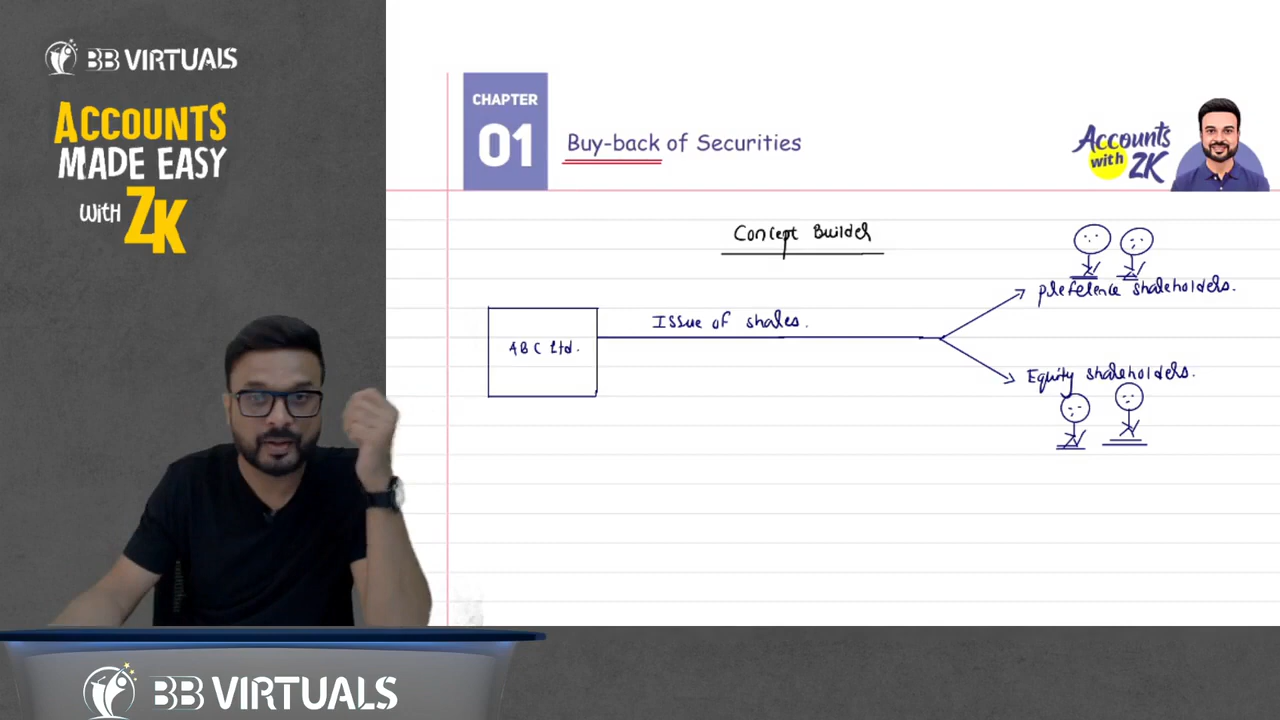 BB VIRTUALS
ACCOUNTS
MADE EASY
WITH ZK
CHAPTER
01
Buy-back of Securities
Accounts
with ZK
Concept Builder
Issue of shares.
ABC Ltd.
preference shareholders.
Equity shareholders.
BB VIRTUALS